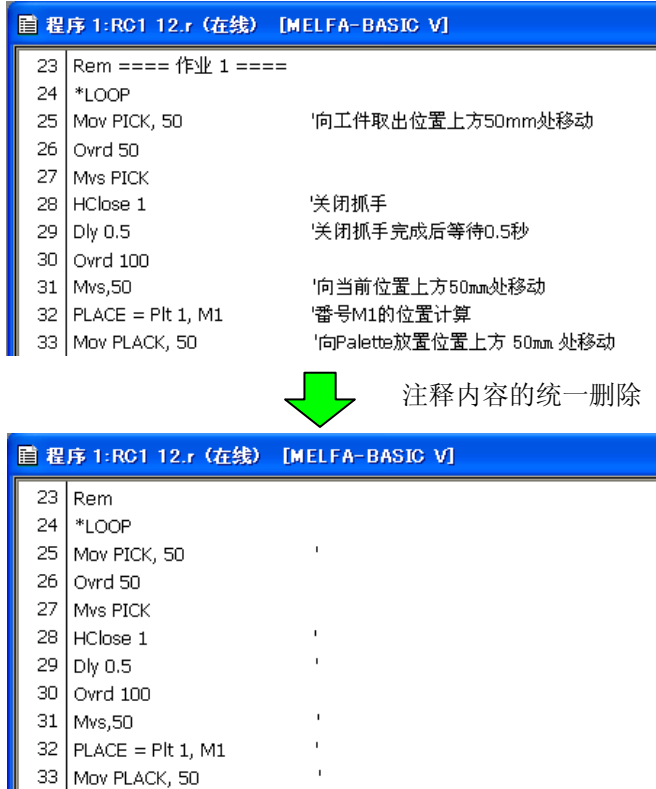 程序 1:RC1 12.r (在线) [MELFA-BASIC V]
23 Rem ==== 作业 1 ====
24 *LOOP
25 Mov PICK, 50 '向工件取出位置上方50mm处移动
26 Ovrd 50
27 Mvs PICK
28 HClose 1 '关闭抓手
29 Dly 0.5 '关闭抓手完成后等待0.5秒
30 Ovrd 100
31 Mvs,50 '向当前位置上方50mm处移动
32 PLACE = Plt 1, M1 '番号M1的位置计算
33 Mov PLACK, 50 '向Palette放置位置上方 50mm 处移动
注释内容的统一删除
程序 1:RC1 12.r (在线) [MELFA-BASIC V]
23 Rem
24 *LOOP
25 Mov PICK, 50 '
26 Ovrd 50
27 Mvs PICK
28 HClose 1 '
29 Dly 0.5 '
30 Ovrd 100
31 Mvs,50 '
32 PLACE = Plt 1, M1 '
33 Mov PLACK, 50 '